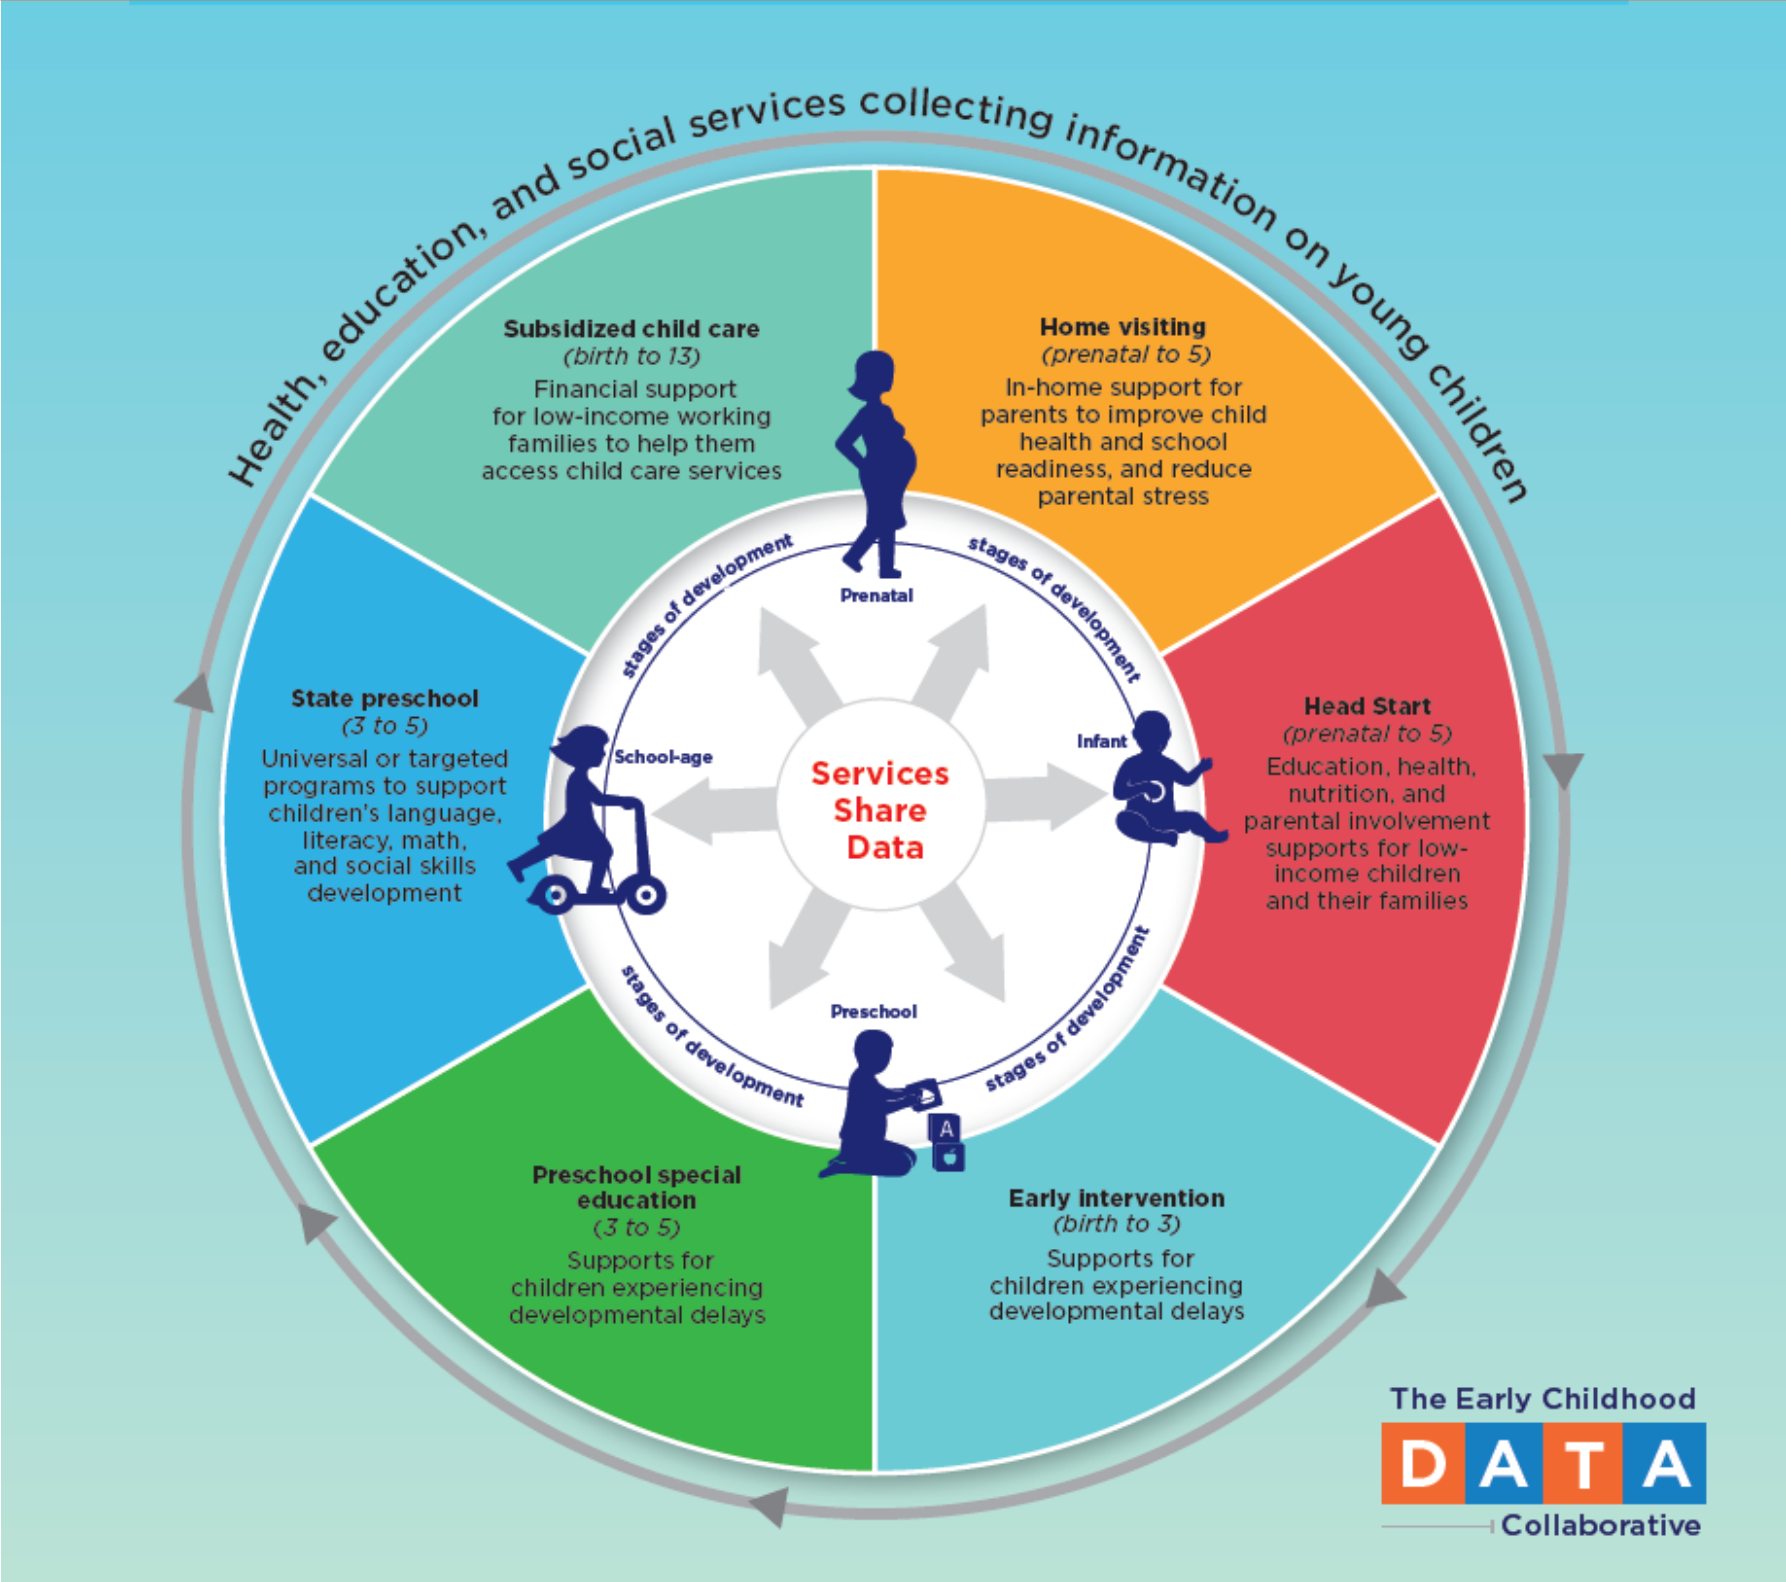 Health, education, and social services collecting information on young children
Subsidized child care
(birth to 13)
Financial support
for low-income working
families to help them
access child care services
Home visiting
(prenatal to 5)
In-home support for
parents to improve child
health and school
readiness, and reduce
parental stress
Head Start
(prenatal to 5)
Education, health,
nutrition, and
parental involvement
supports for low-
income children
and their families
Early intervention
(birth to 3)
Supports for
children experiencing
developmental delays
Preschool special
education
(3 to 5)
Supports for
children experiencing
developmental delays
State preschool
(3 to 5)
Universal or targeted
programs to support
children's language,
literacy, math,
and social skills
development
stages of development
stages of development
stages of development
stages of development
Prenatal
Infant
Preschool
School-age
Services
Share
Data
A
The Early Childhood
DATA
Collaborative